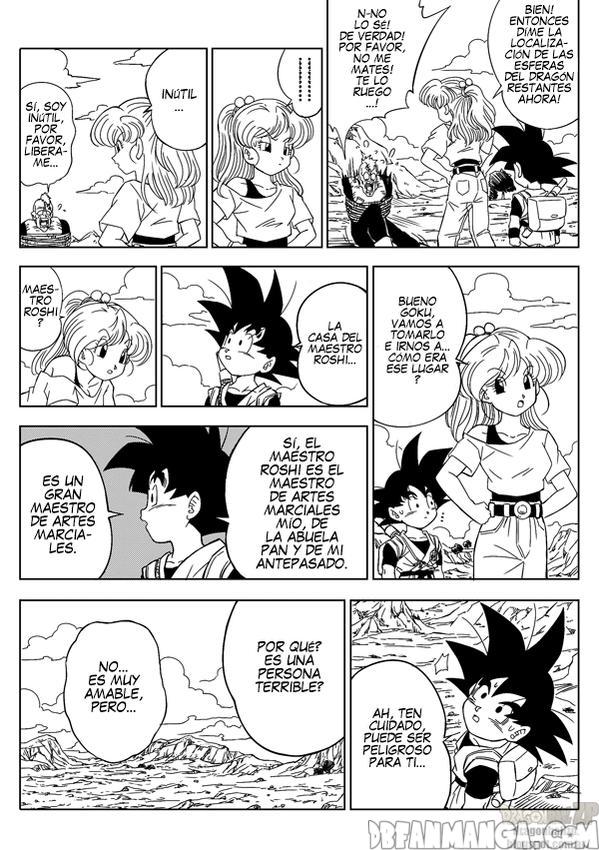 BIEN!
ENTONCES
DIME LA
LOCALIZA-
CIÓN DE LAS
ESFERAS
DEL DRAGÓN
RESTANTES
AHORA!
N-NO
LO SE!
DE VERDAD!
POR FAVOR,
NO ME
MATES! TE
LO RUEGO
...!
INÚTIL
...
SÍ, SOY
INÚTIL,
POR
FAVOR,
LIBERA-
ME...
BUENO
GOKU,
VAMOS A
TOMARLO
E IRNOS A...
CÓMO ERA
ESE LUGAR
?
LA
CASA DEL
MAESTRO
ROSHI...
MAES-
TRO
ROSHI
?
SÍ, EL
MAESTRO
ROSHI ES EL
MAESTRO
DE ARTES
MARCIALES
MÍO, DE
LA ABUELA
PAN Y DE MI
ANTEPASADO.
ES UN
GRAN
MAESTRO
DE ARTES
MARCIA-
LES.
AH, TEN
CUIDADO,
PUEDE SER
PELIGROSO
PARA TI...
POR QUÉ?
ES UNA
PERSONA
TERRIBLE?
NO...
ES MUY
AMABLE,
PERO...
DBFANMANGA.COM